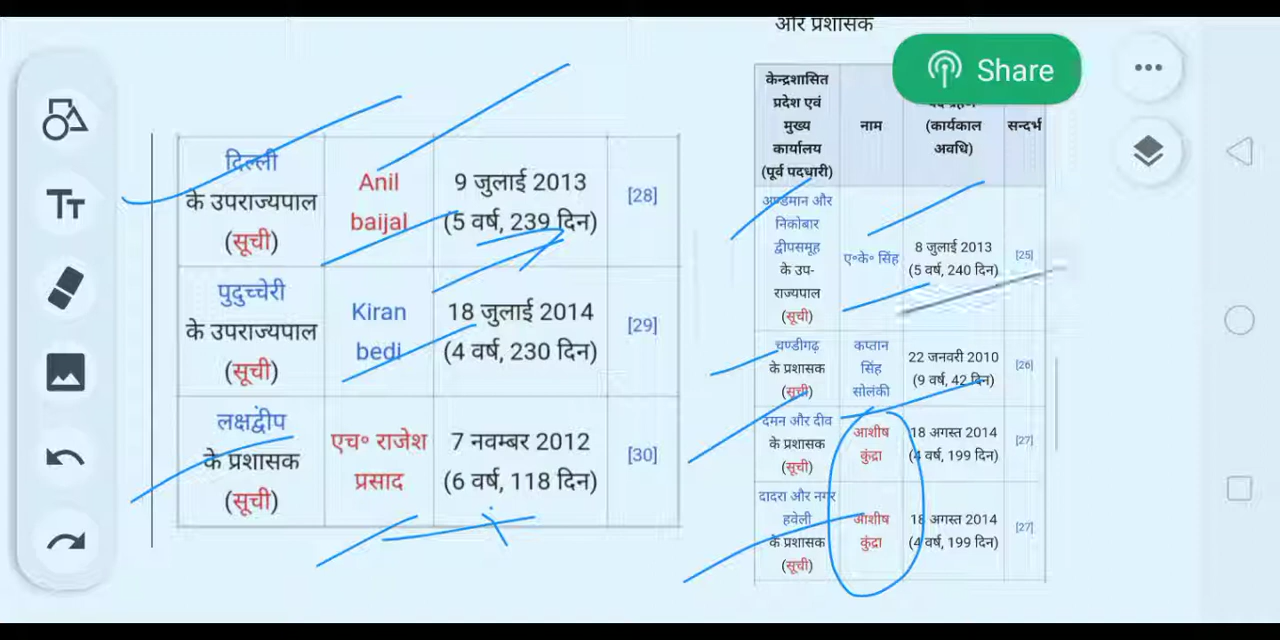 दिल्ली
के उपराज्यपाल
(सूची)
Anil
baijal
9 जुलाई 2013
(5 वर्ष, 239 दिन)
[28]
पुदुच्चेरी
के उपराज्यपाल
(सूची)
Kiran
bedi
18 जुलाई 2014
(4 वर्ष, 230 दिन)
[29]
लक्षद्वीप
के प्रशासक
(सूची)
एच॰ राजेश
प्रसाद
7 नवम्बर 2012
(6 वर्ष, 118 दिन)
[30]
और प्रशासक
Share
केन्द्रशासित
प्रदेश एवं
मुख्य
कार्यालय
(पूर्व पदधारी)
नाम
(कार्यकाल
अवधि)
सन्दर्भ
अण्डमान और
निकोबार
द्वीपसमूह
के उप-
राज्यपाल
(सूची)
ए॰के॰ सिंह
8 जुलाई 2013
(5 वर्ष, 240 दिन)
[25]
चण्डीगढ़
के प्रशासक
(सूची)
कप्तान
सिंह
सोलंकी
22 जनवरी 2010
(9 वर्ष, 42 दिन)
[26]
दमन और दीव
के प्रशासक
(सूची)
आशीष
कुंद्रा
18 अगस्त 2014
(4 वर्ष, 199 दिन)
[27]
दादरा और नगर
हवेली
के प्रशासक
(सूची)
आशीष
कुंद्रा
18 अगस्त 2014
(4 वर्ष, 199 दिन)
[27]